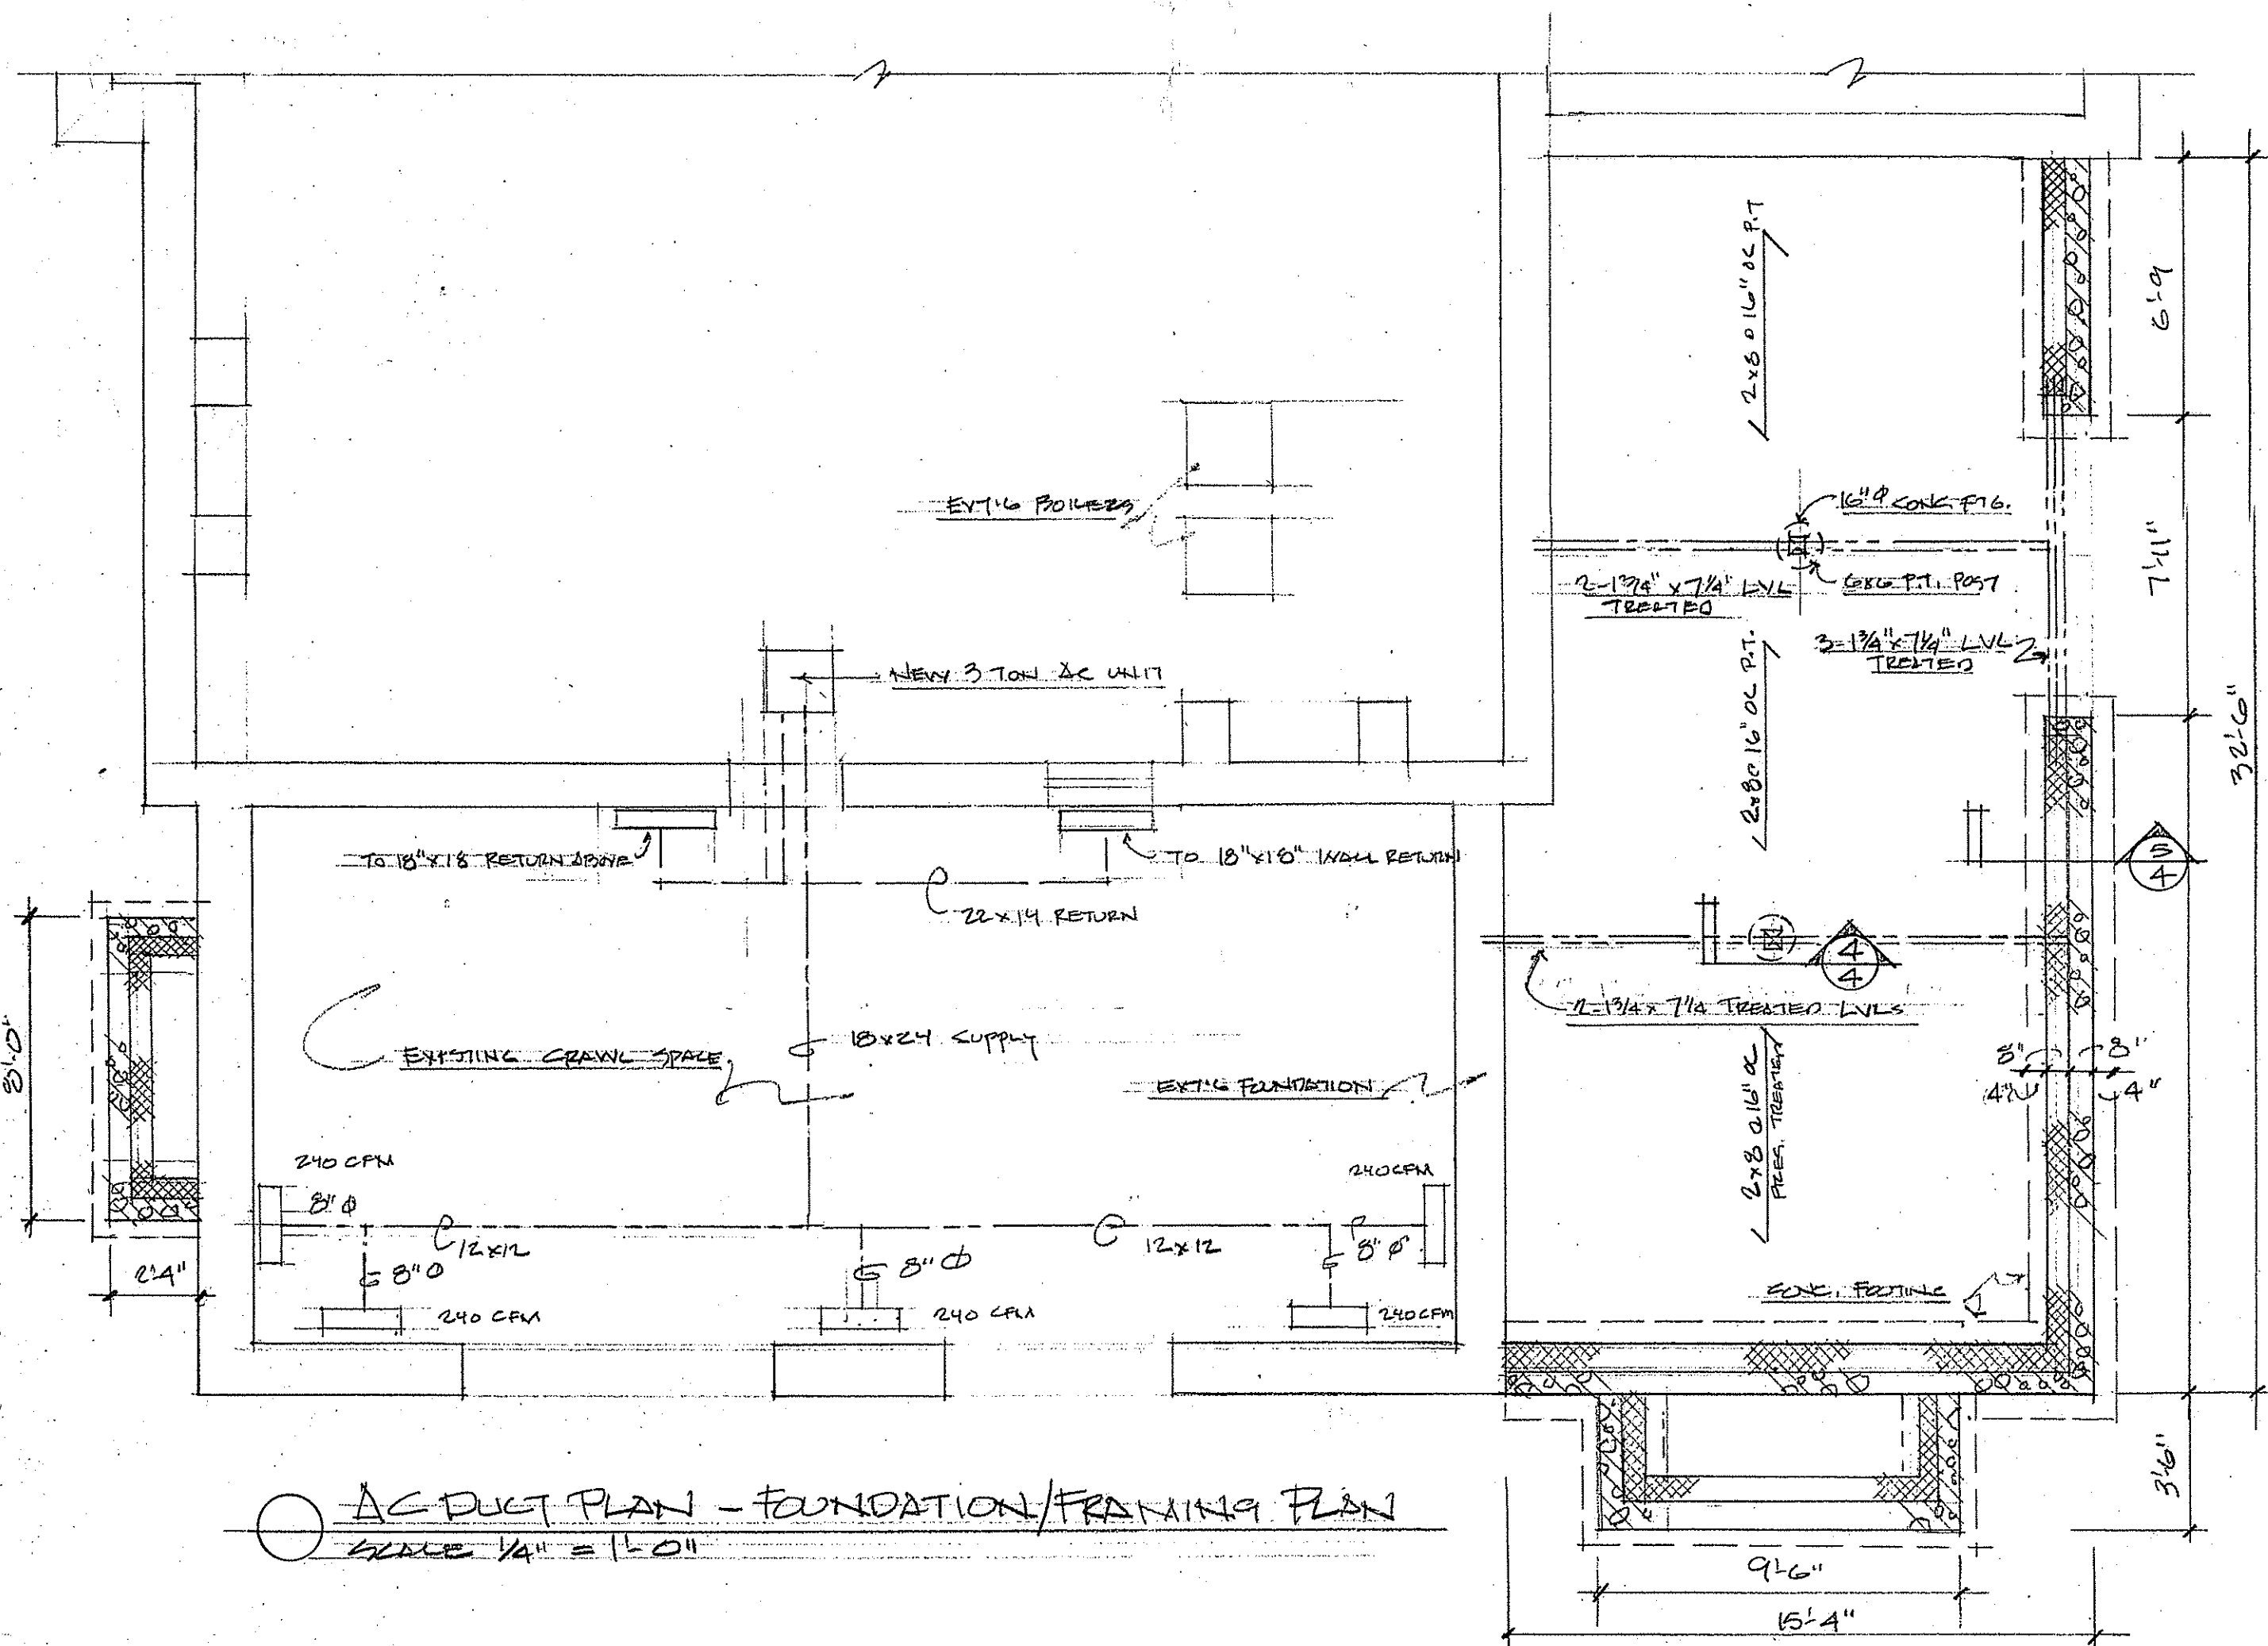 2x8 @ 16" OC P.T
6'-9
EXT'G BOILERS
16" φ CONC. FTG.
7'-11"
2-1 3/4" x 7 1/4" LVL
TREATED
6x6 P.T. POST
3-1 3/4" x 7 1/4" LVL
TREATED
NEW 3 TON AC UNIT
2x8 @ 16" OC P.T.
32'-6"
TO 18"x18 RETURN ABOVE
TO 18"x18" WALL RETURN
5
4
22x14 RETURN
4
4
2-1 3/4 x 7 1/4 TREATED LVLS
8'-0"
EXISTING CRAWL SPACE
18x24 SUPPLY
EXT'G FOUNDATION
2x8 @ 16" OC
PRES. TREATED
8"
8"
4"
4"
240 CFM
8" Ø
12x12
8" Ø
240 CFM
8" Ø
240 CFM
12x12
240 CFM
8" Ø
240 CFM
2'-4"
CONC. FOOTING
AC DUCT PLAN - FOUNDATION/FRAMING PLAN
SCALE 1/4" = 1'-0"
3'-6"
9'-6"
15'-4"